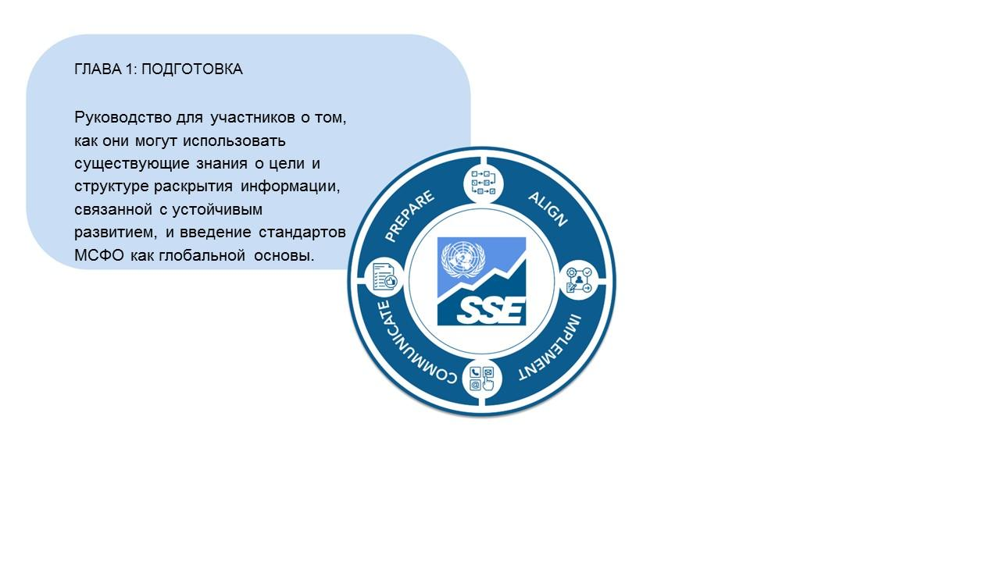 ГЛАВА 1: ПОДГОТОВКА
Руководство для участников о том,
как они могут использовать
существующие знания о цели и
структуре раскрытия информации,
связанной с устойчивым
развитием, и введение стандартов
МСФО как глобальной основы.
PREPARE
ALIGN
IMPLEMENT
COMMUNICATE
SSE